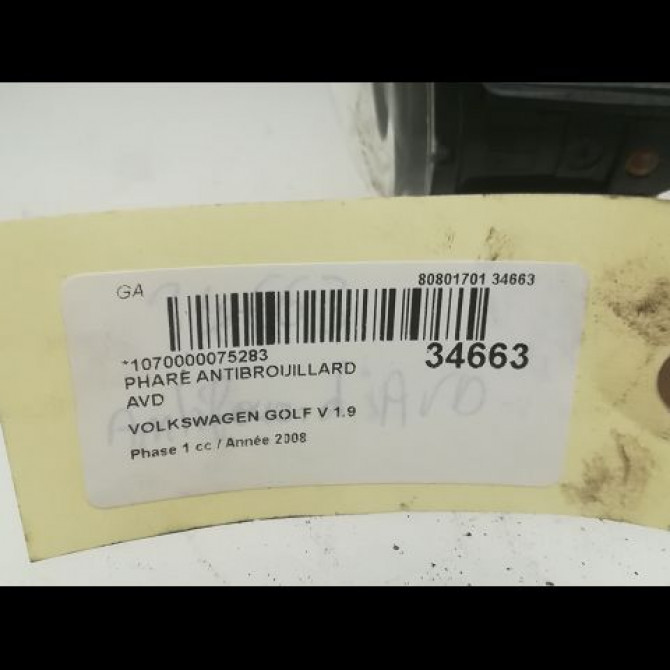 GA
80801701 34663
*1070000075283
34663
PHARE ANTIBROUILLARD
AVD
VOLKSWAGEN GOLF V 1.9
Phase 1 cc / Année 2008